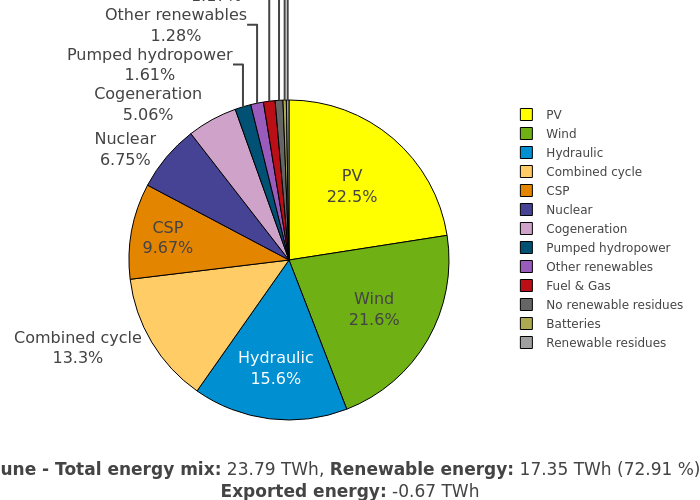 Other renewables
1.28%
Pumped hydropower
1.61%
Cogeneration
5.06%
Nuclear
6.75%
CSP
9.67%
Combined cycle
13.3%
PV
22.5%
Wind
21.6%
Hydraulic
15.6%
PV
Wind
Hydraulic
Combined cycle
CSP
Nuclear
Cogeneration
Pumped hydropower
Other renewables
Fuel & Gas
No renewable residues
Batteries
Renewable residues
une - Total energy mix: 23.79 TWh, Renewable energy: 17.35 TWh (72.91 %)
Exported energy: -0.67 TWh